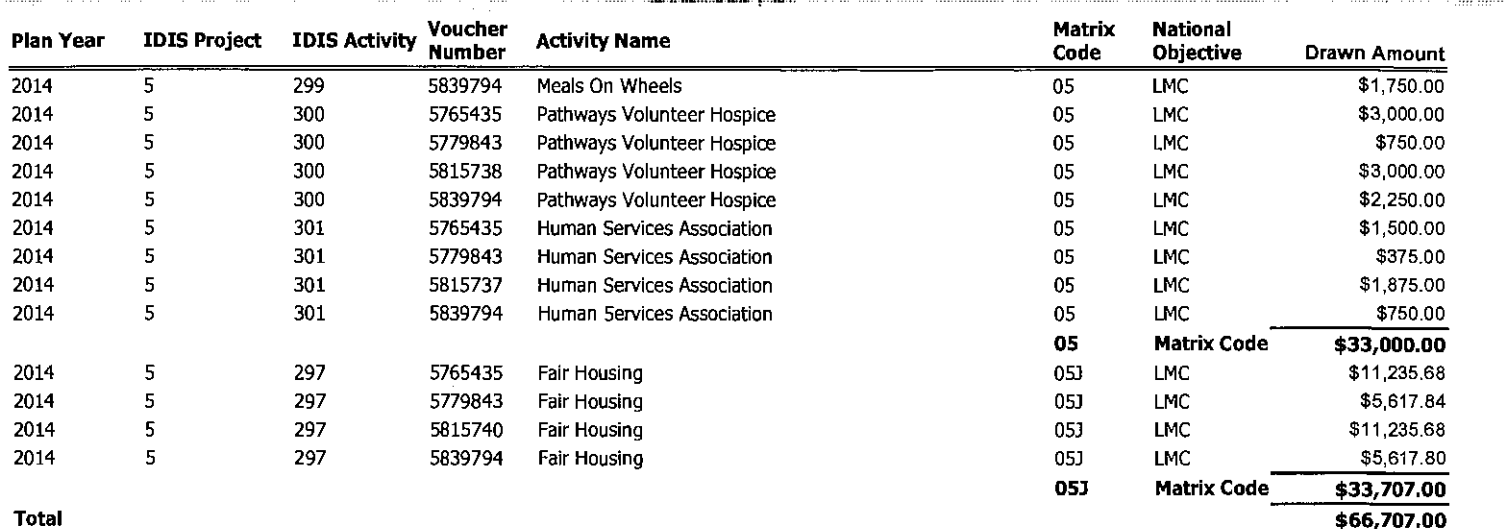 Plan Year IDIS Project IDIS Activity Voucher Number Activity Name Matrix Code National Objective Drawn Amount
2014 5 299 5839794 Meals On Wheels 05 LMC $1,750.00
2014 5 300 5765435 Pathways Volunteer Hospice 05 LMC $3,000.00
2014 5 300 5779843 Pathways Volunteer Hospice 05 LMC $750.00
2014 5 300 5815738 Pathways Volunteer Hospice 05 LMC $3,000.00
2014 5 300 5839794 Pathways Volunteer Hospice 05 LMC $2,250.00
2014 5 301 5765435 Human Services Association 05 LMC $1,500.00
2014 5 301 5779843 Human Services Association 05 LMC $375.00
2014 5 301 5815737 Human Services Association 05 LMC $1,875.00
2014 5 301 5839794 Human Services Association 05 LMC $750.00
05 Matrix Code $33,000.00
2014 5 297 5765435 Fair Housing 05J LMC $11,235.68
2014 5 297 5779843 Fair Housing 05J LMC $5,617.84
2014 5 297 5815740 Fair Housing 05J LMC $11,235.68
2014 5 297 5839794 Fair Housing 05J LMC $5,617.80
05J Matrix Code $33,707.00
Total $66,707.00